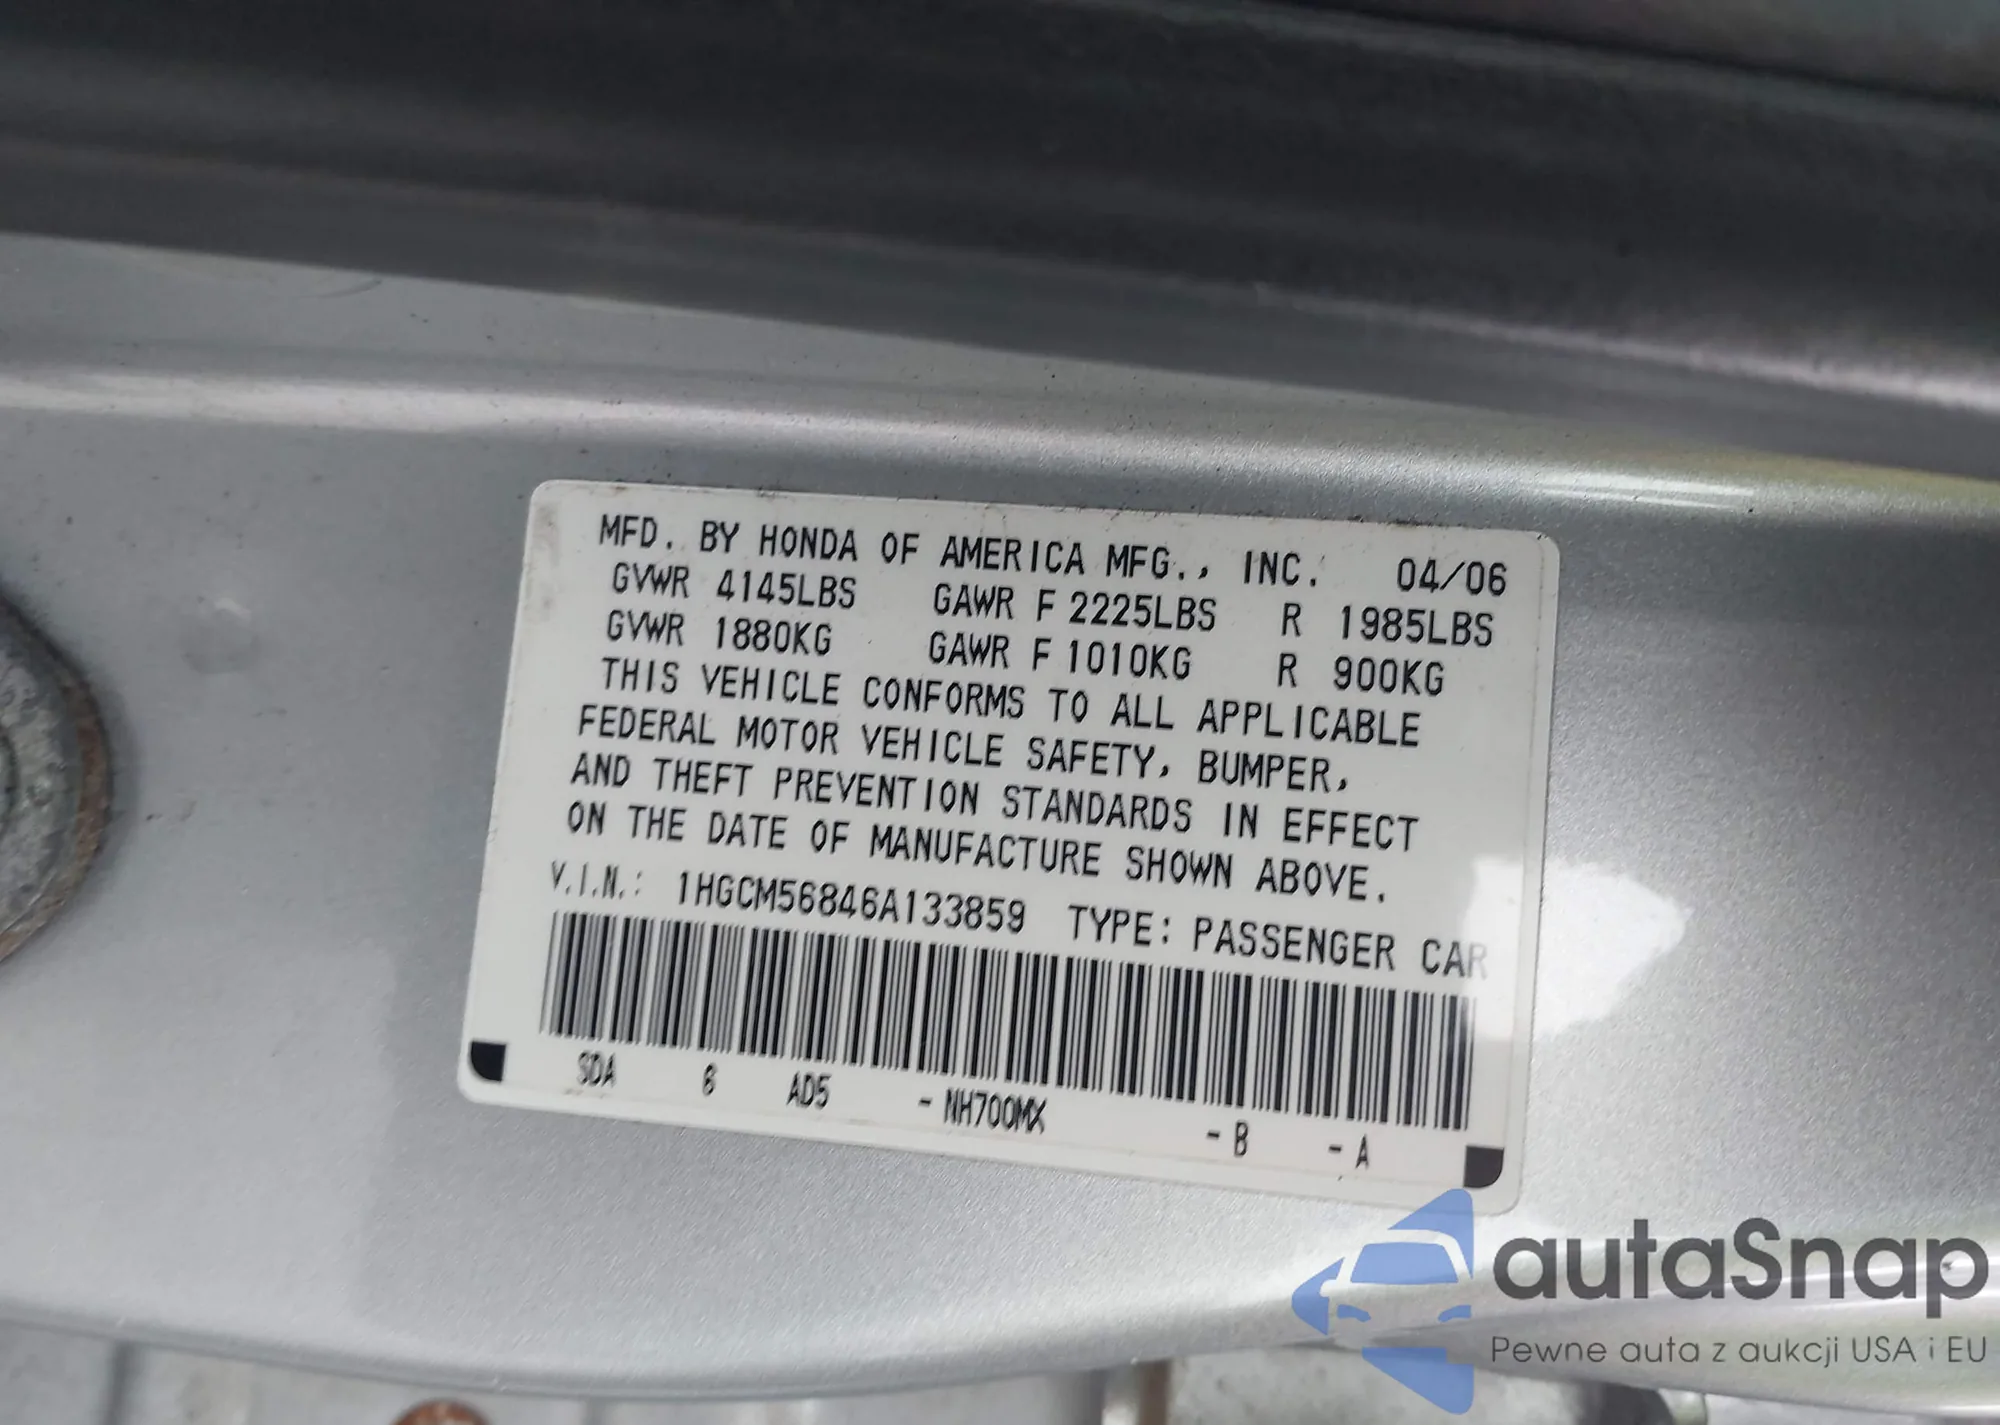 MFD. BY HONDA OF AMERICA MFG., INC. 04/06
GVWR 4145LBS GAWR F 2225LBS R 1985LBS
GVWR 1880KG GAWR F 1010KG R 900KG
THIS VEHICLE CONFORMS TO ALL APPLICABLE
FEDERAL MOTOR VEHICLE SAFETY, BUMPER,
AND THEFT PREVENTION STANDARDS IN EFFECT
ON THE DATE OF MANUFACTURE SHOWN ABOVE.
V.I.N.: 1HGCM56846A133859 TYPE: PASSENGER CAR
SDA 6 AD5 - NH700MX - B - A
autaSnap
Pewne auta z aukcji USA i EU